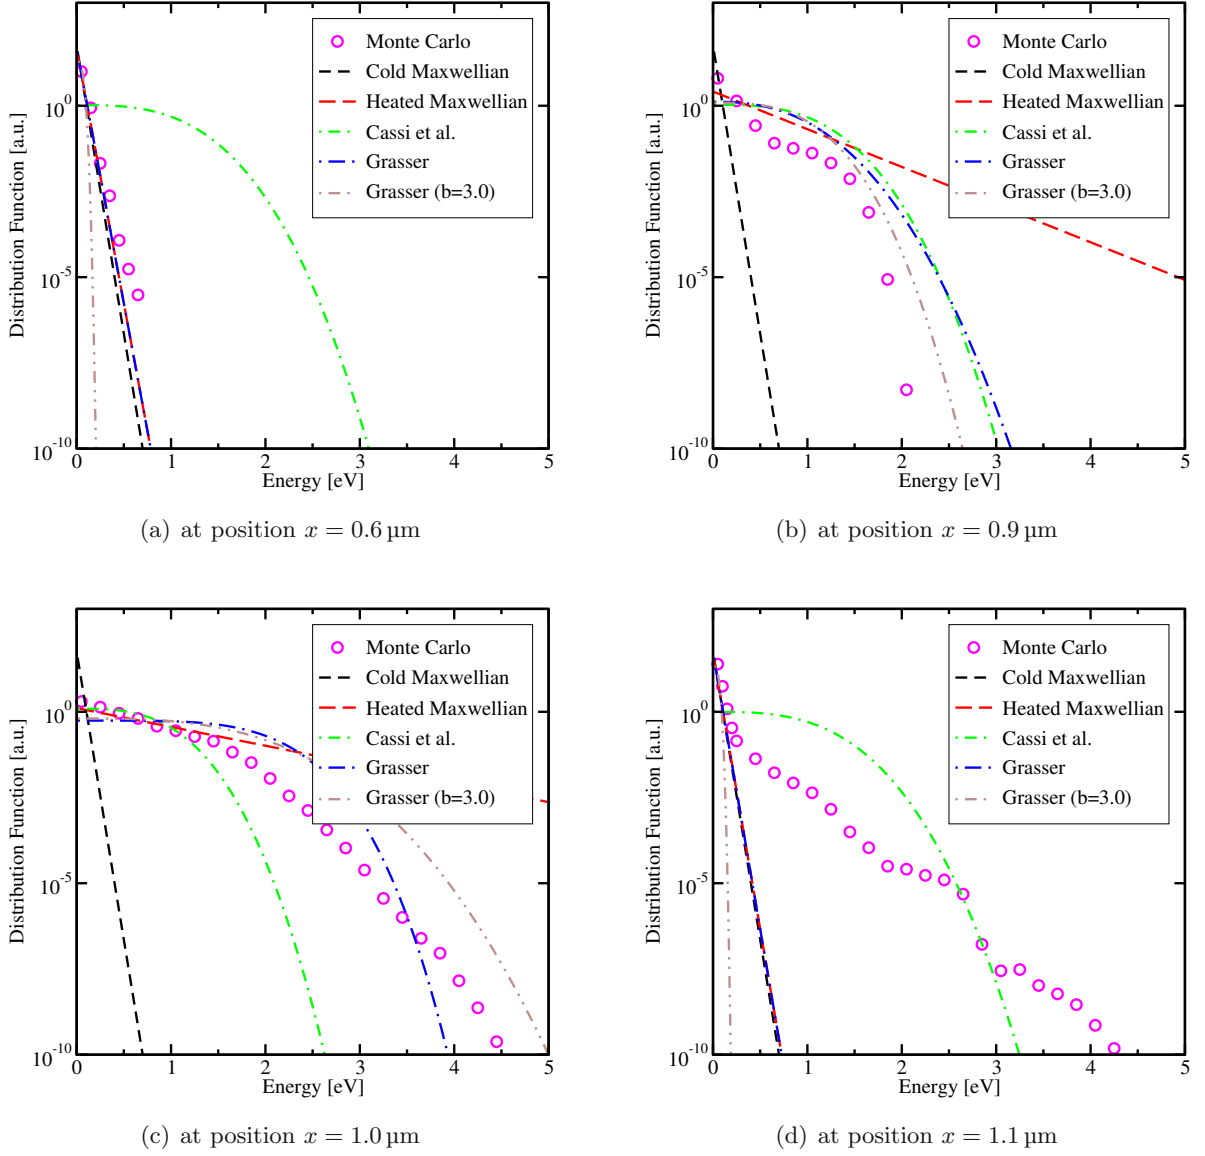 Distribution Function [a.u.]
10^0
10^-5
10^-10
0 1 2 3 4 5
Energy [eV]
Monte Carlo
Cold Maxwellian
Heated Maxwellian
Cassi et al.
Grasser
Grasser (b=3.0)
(a) at position x = 0.6 µm
Distribution Function [a.u.]
10^0
10^-5
10^-10
0 1 2 3 4 5
Energy [eV]
Monte Carlo
Cold Maxwellian
Heated Maxwellian
Cassi et al.
Grasser
Grasser (b=3.0)
(b) at position x = 0.9 µm
Distribution Function [a.u.]
10^0
10^-5
10^-10
0 1 2 3 4 5
Energy [eV]
Monte Carlo
Cold Maxwellian
Heated Maxwellian
Cassi et al.
Grasser
Grasser (b=3.0)
(c) at position x = 1.0 µm
Distribution Function [a.u.]
10^0
10^-5
10^-10
0 1 2 3 4 5
Energy [eV]
Monte Carlo
Cold Maxwellian
Heated Maxwellian
Cassi et al.
Grasser
Grasser (b=3.0)
(d) at position x = 1.1 µm